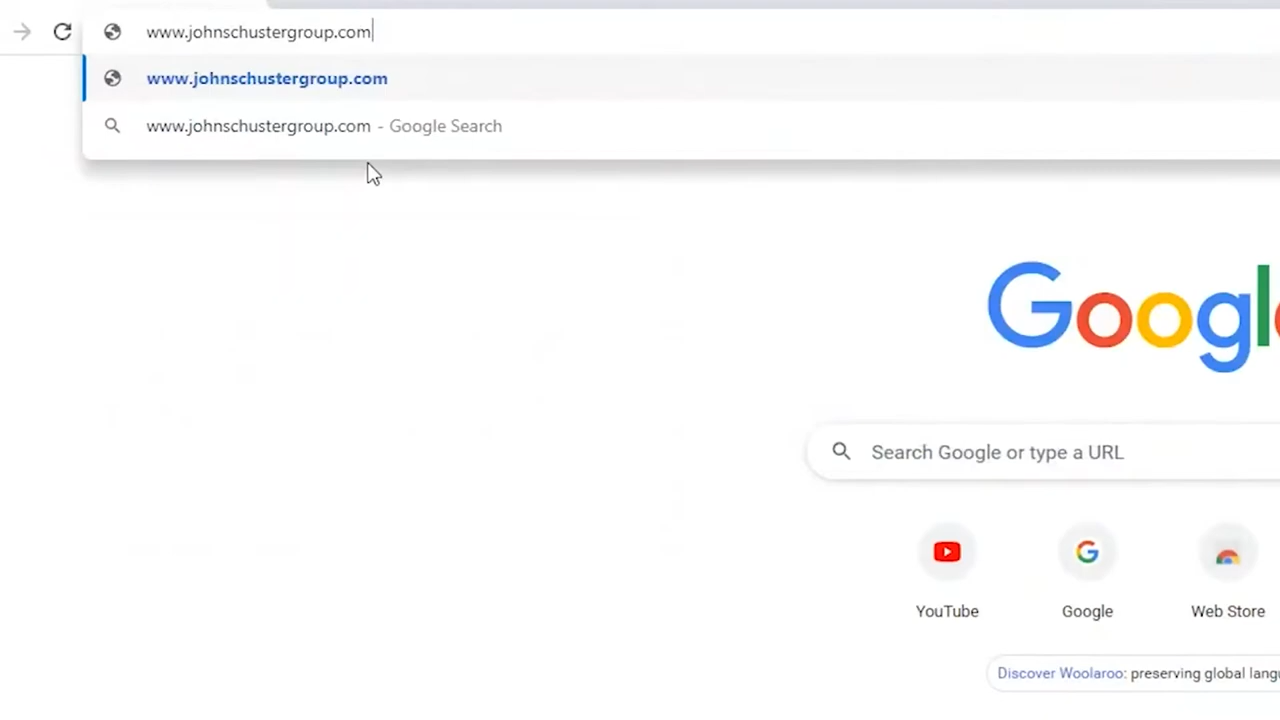 www.johnschustergroup.com
www.johnschustergroup.com
www.johnschustergroup.com - Google Search
Googl
Search Google or type a URL
YouTube
Google
Web Store
Discover Woolaroo: preserving global langu